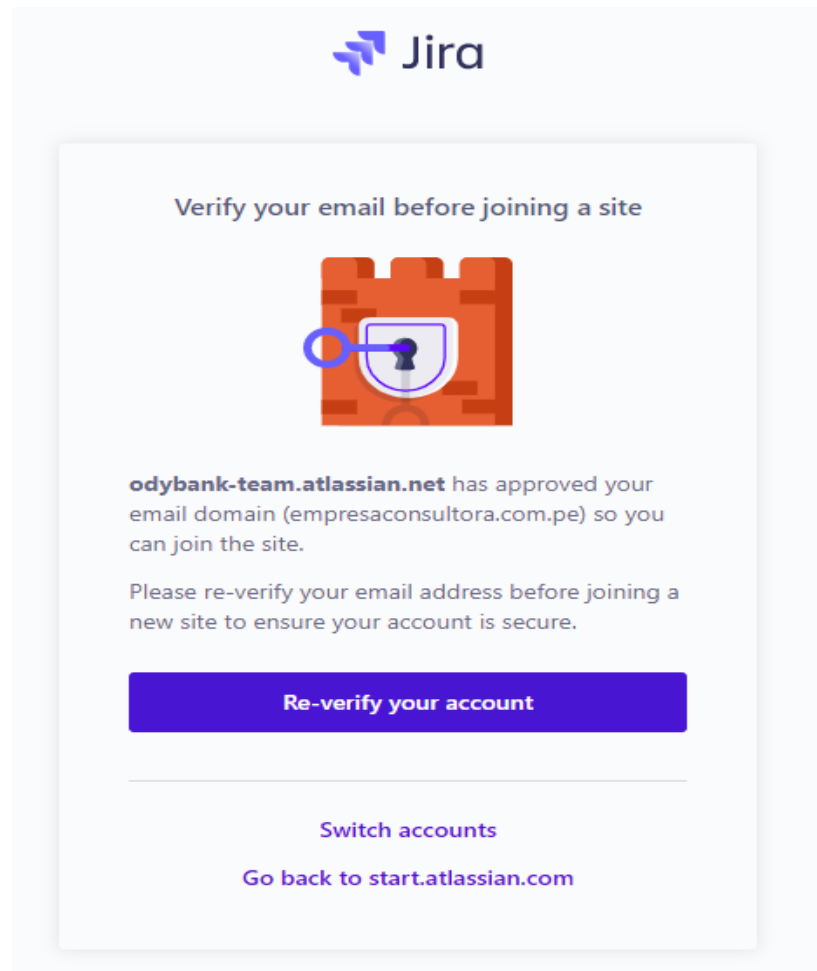 Jira
Verify your email before joining a site
odybank-team.atlassian.net has approved your
email domain (empresaconsultora.com.pe) so you
can join the site.
Please re-verify your email address before joining a
new site to ensure your account is secure.
Re-verify your account
Switch accounts
Go back to start.atlassian.com